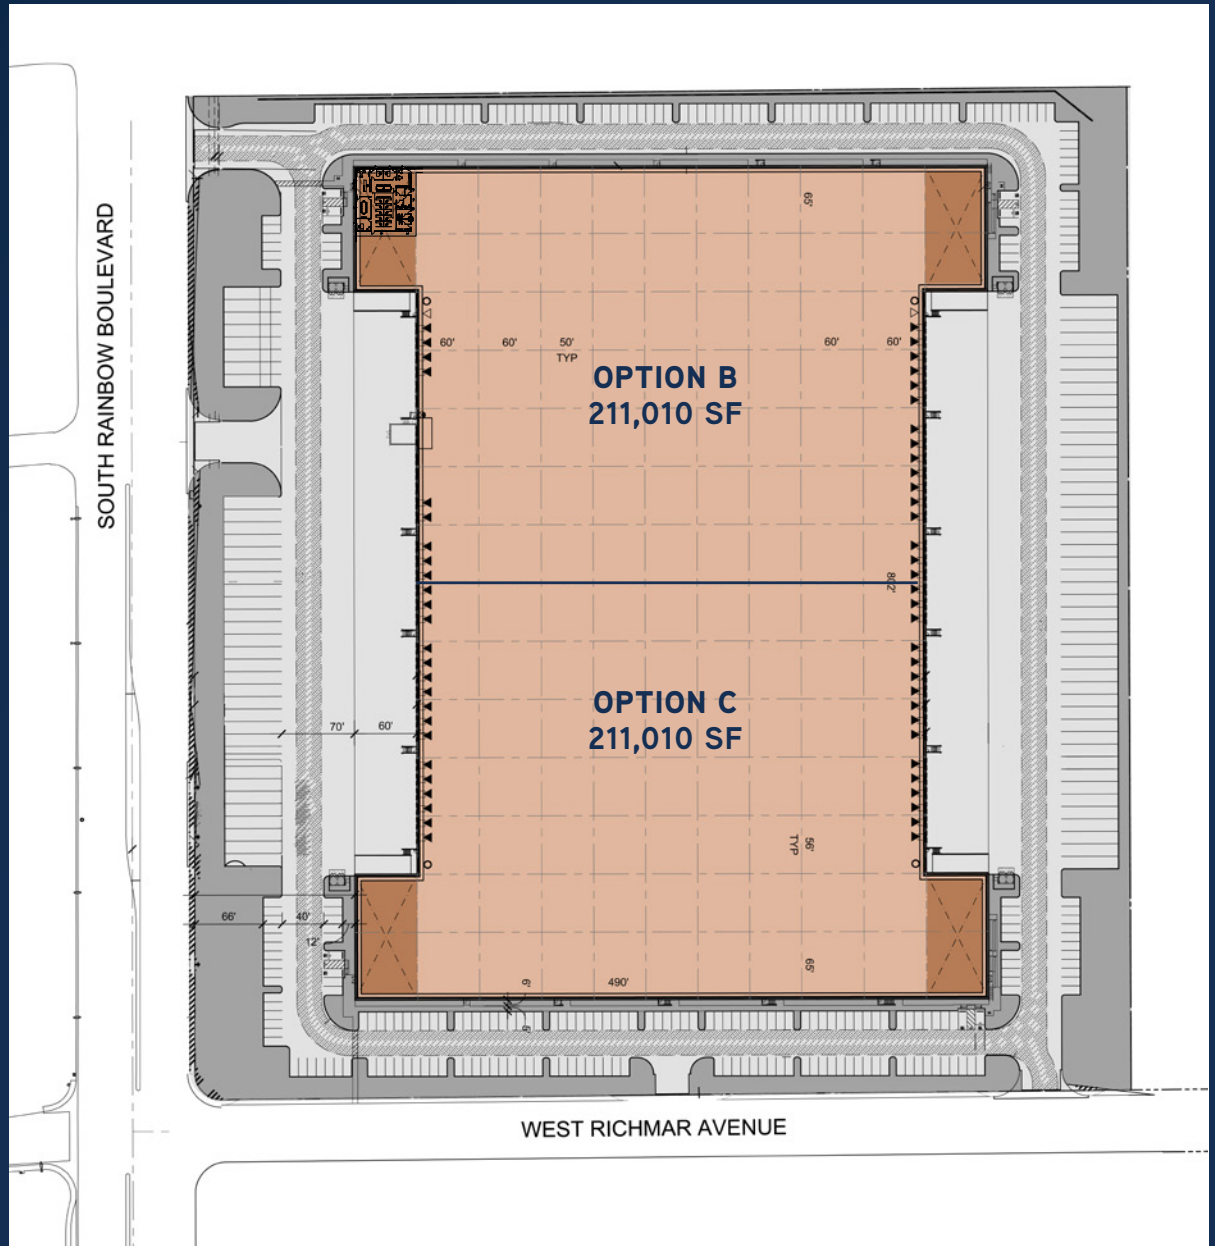 SOUTH RAINBOW BOULEVARD
65'
60'
60'
50'
TYP
60'
60'
OPTION B
211,010 SF
802'
OPTION C
211,010 SF
70'
60'
56'
TYP
66'
40'
12'
65'
6'
490'
WEST RICHMAR AVENUE